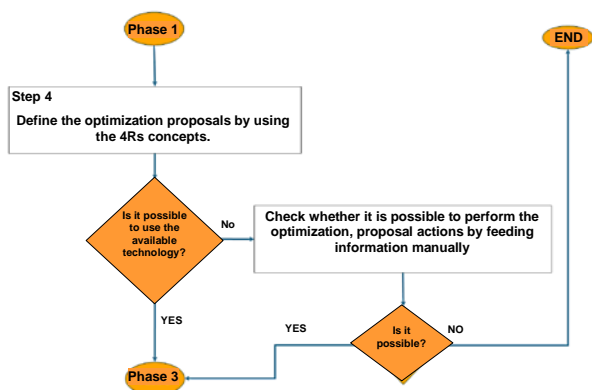 Phase 1
END
Step 4
Define the optimization proposals by using
the 4Rs concepts.
Is it possible
to use the
available
technology?
No
Check whether it is possible to perform the
optimization, proposal actions by feeding
information manually
YES
YES
Is it
possible?
NO
Phase 3